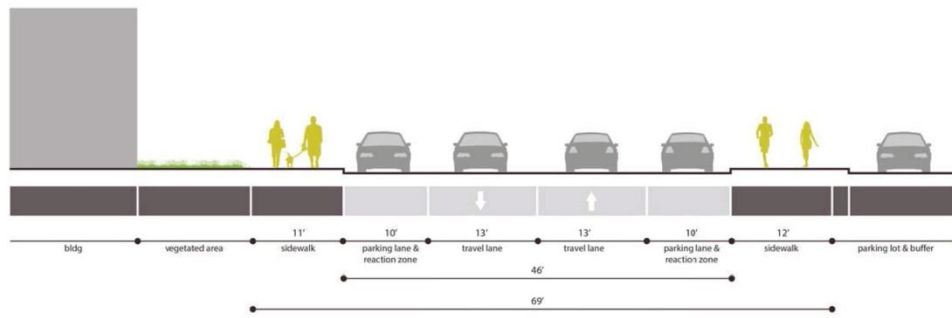 11' 10' 13' 13' 10' 12'
bldg vegetated area sidewalk parking lane & travel lane travel lane parking lane & sidewalk parking lot & buffer
reaction zone reaction zone
46'
69'